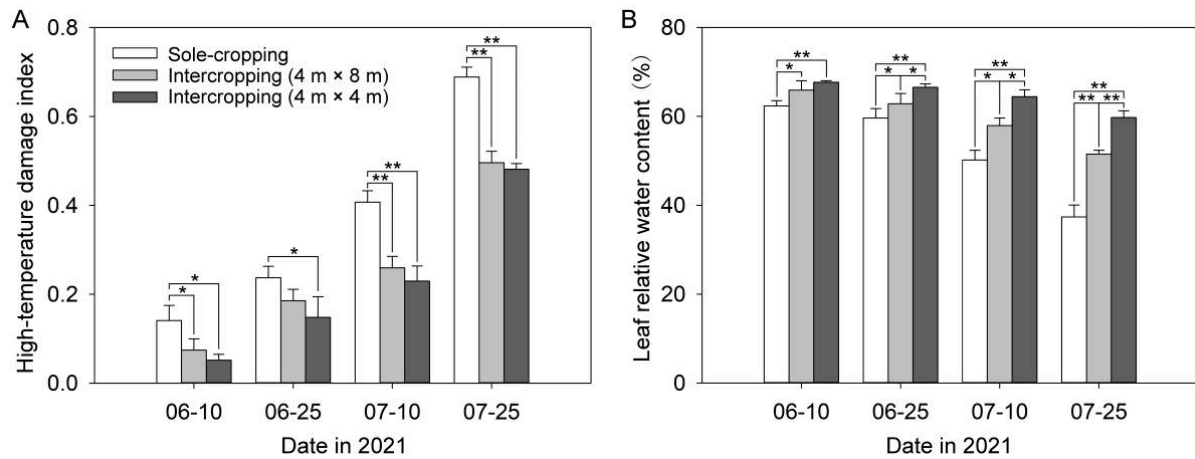 A
High-temperature damage index
0.8
0.6
0.4
0.2
0.0
Sole-cropping
Intercropping (4 m × 8 m)
Intercropping (4 m × 4 m)
*
*
*
**
**
**
**
06-10 06-25 07-10 07-25
Date in 2021
B
Leaf relative water content (%)
80
60
40
20
0
**
*
**
* *
**
* *
**
** **
06-10 06-25 07-10 07-25
Date in 2021